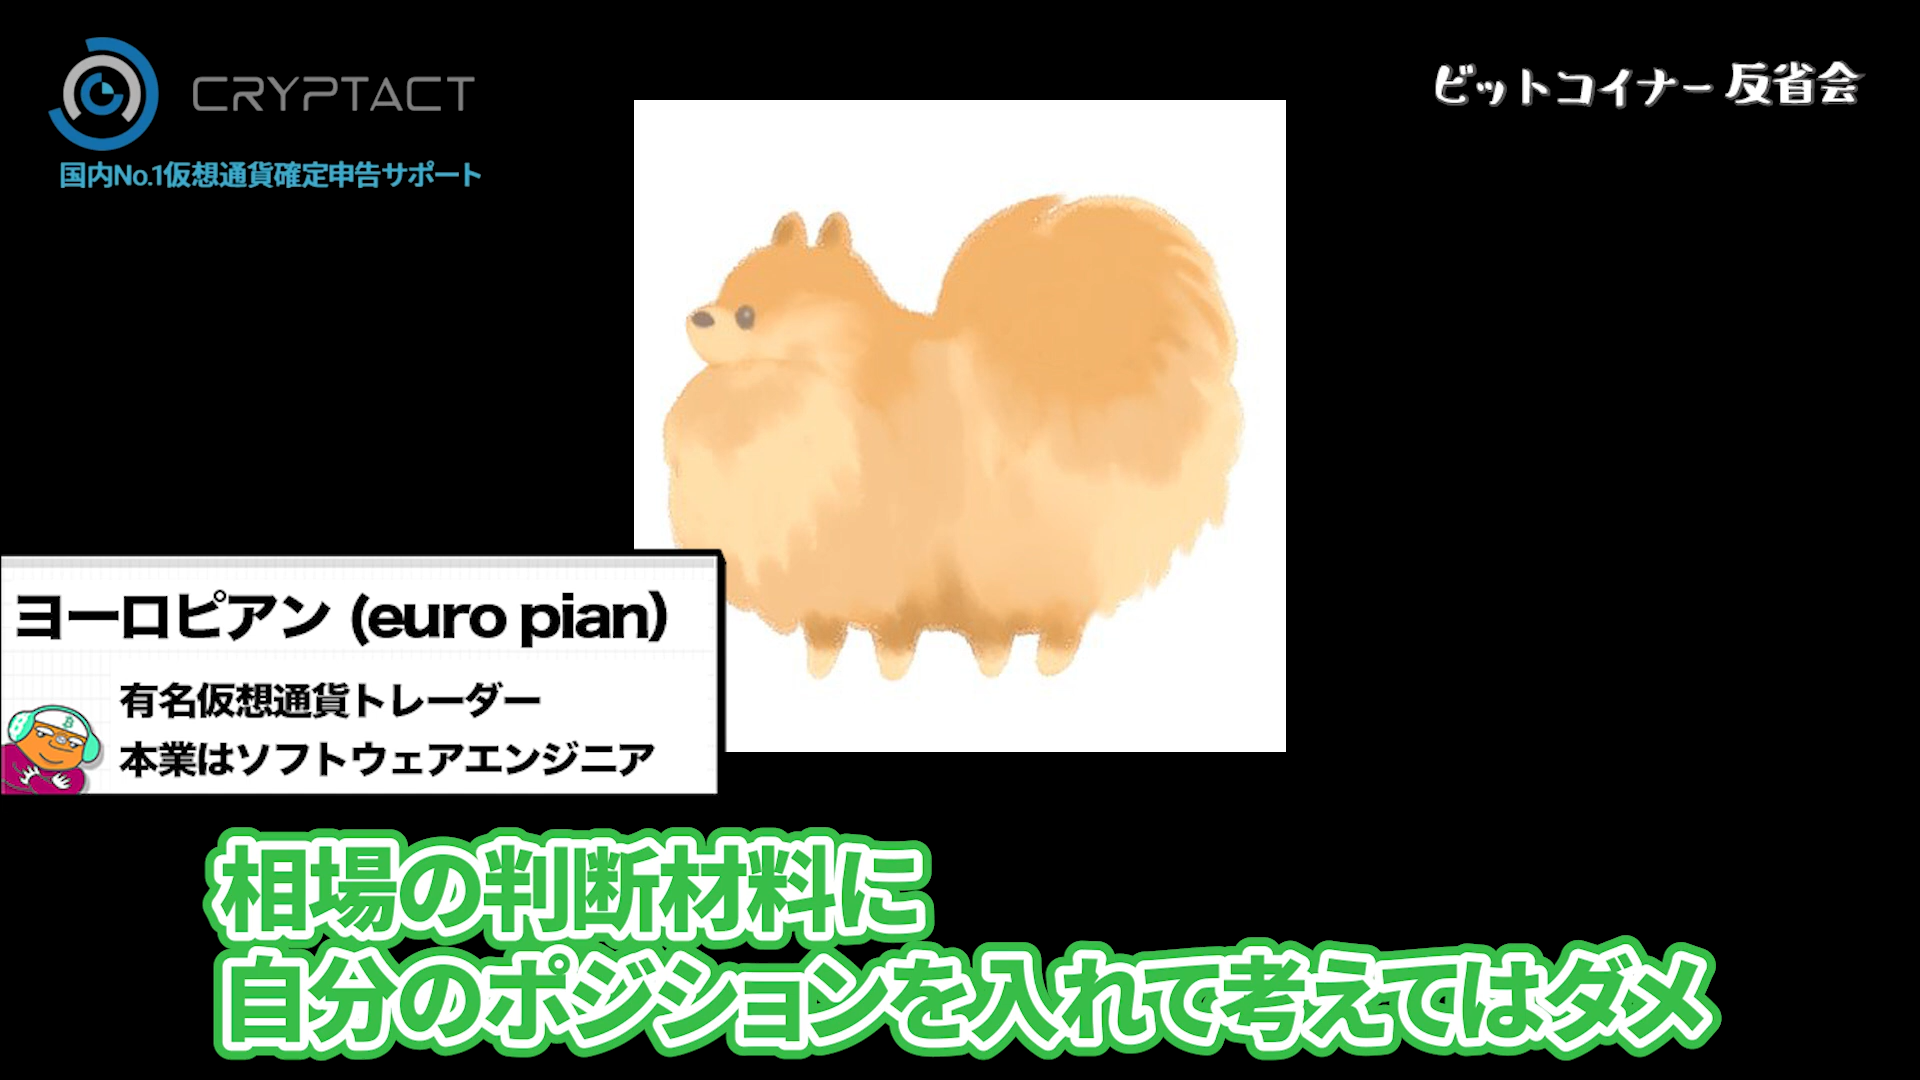 CRYPTACT
国内No.1仮想通貨確定申告サポート
ビットコイナー反省会
ヨーロピアン (euro pian)
有名仮想通貨トレーダー
本業はソフトウェアエンジニア
相場の判断材料に
自分のポジションを入れて考えてはダメ